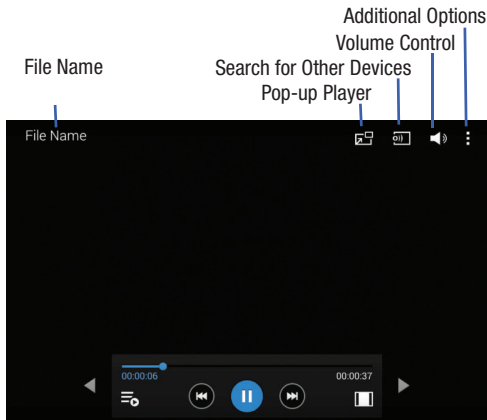 Additional Options
Volume Control
File Name
Search for Other Devices
Pop-up Player
File Name
00:00:06
00:00:37